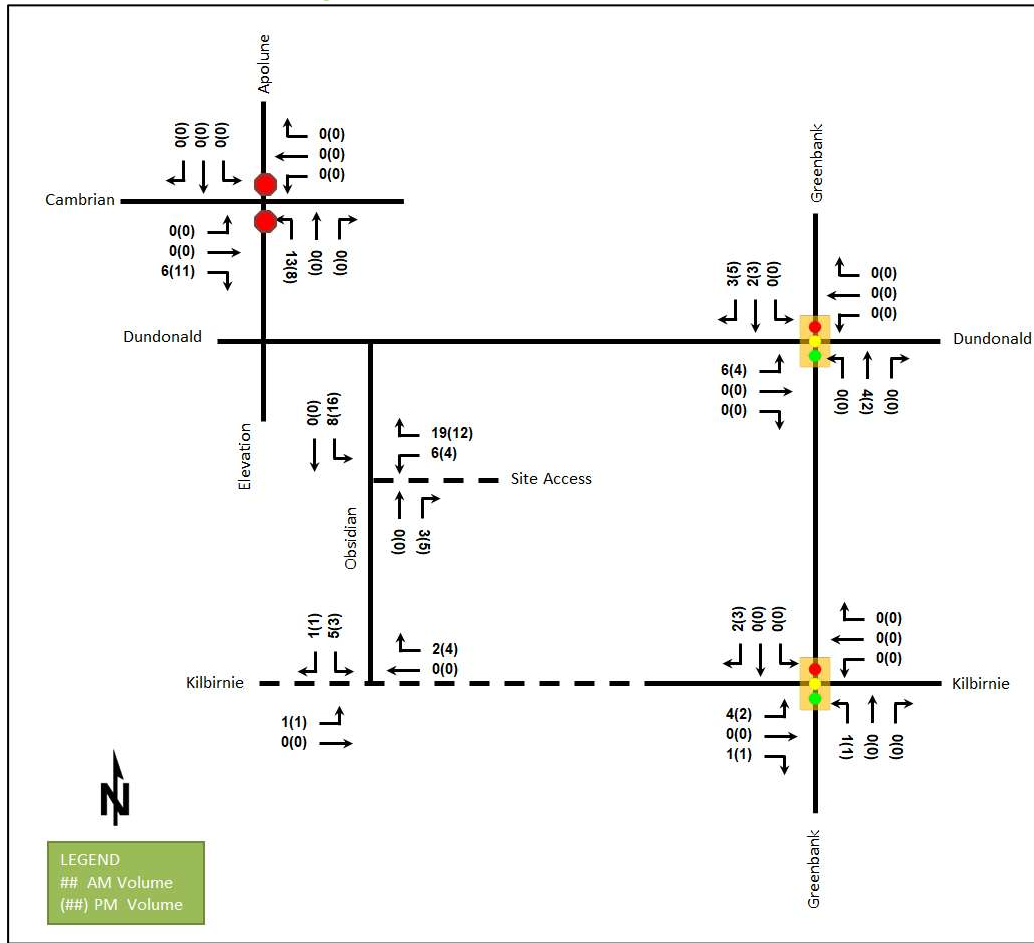 Apolune
0(0) 0(0) 0(0)
0(0)
0(0)
0(0)
Cambrian
0(0)
0(0)
6(11)
13(8) 0(0) 0(0)
Greenbank
3(5) 2(3) 0(0)
0(0)
0(0)
0(0)
Dundonald
Dundonald
6(4)
0(0)
0(0)
0(0) 4(2) 0(0)
Elevation
0(0) 8(16)
19(12)
6(4)
Site Access
Obsidian
0(0) 3(5)
1(1) 5(3)
2(4)
0(0)
Kilbirnie
1(1)
0(0)
2(3) 0(0) 0(0)
0(0)
0(0)
0(0)
Kilbirnie
4(2)
0(0)
1(1)
1(1) 0(0) 0(0)
Greenbank
N
LEGEND
## AM Volume
(##) PM Volume